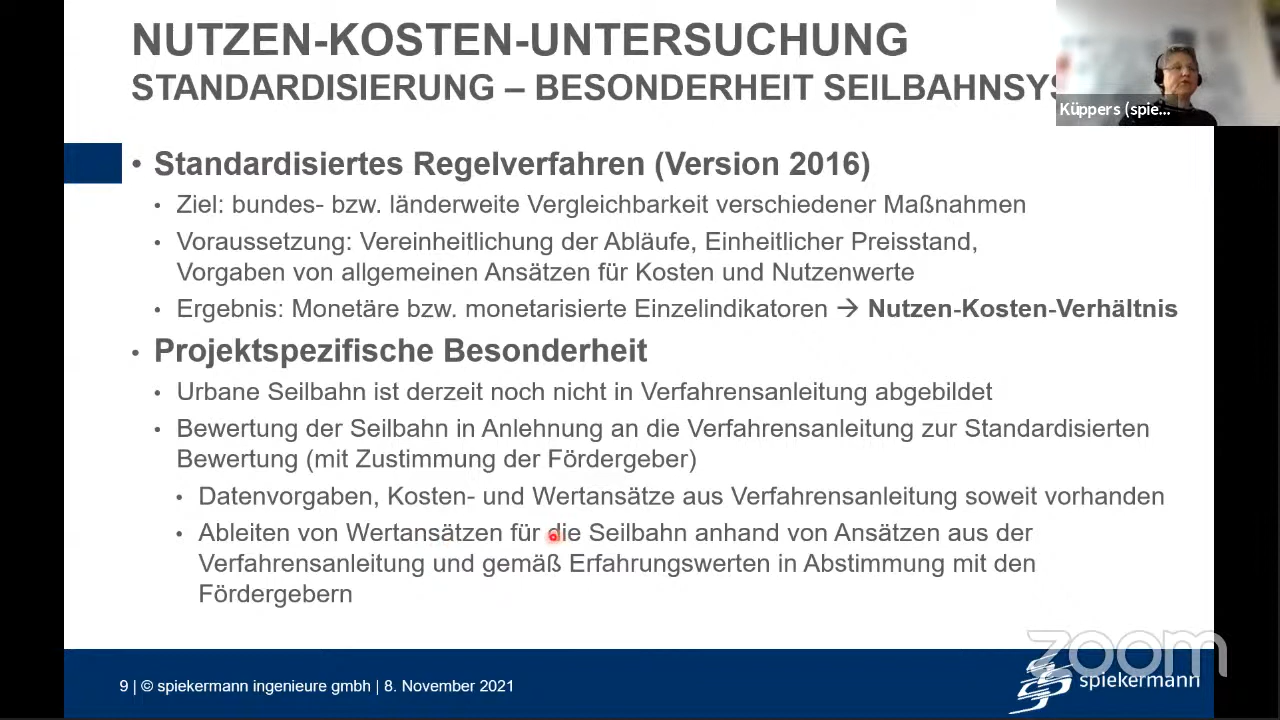 NUTZEN-KOSTEN-UNTERSUCHUNG
STANDARDISIERUNG – BESONDERHEIT SEILBAHNSYS
Küppers (spie...
• Standardisiertes Regelverfahren (Version 2016)
• Ziel: bundes- bzw. länderweite Vergleichbarkeit verschiedener Maßnahmen
• Voraussetzung: Vereinheitlichung der Abläufe, Einheitlicher Preisstand,
Vorgaben von allgemeinen Ansätzen für Kosten und Nutzenwerte
• Ergebnis: Monetäre bzw. monetarisierte Einzelindikatoren → Nutzen-Kosten-Verhältnis
• Projektspezifische Besonderheit
• Urbane Seilbahn ist derzeit noch nicht in Verfahrensanleitung abgebildet
• Bewertung der Seilbahn in Anlehnung an die Verfahrensanleitung zur Standardisierten
Bewertung (mit Zustimmung der Fördergeber)
• Datenvorgaben, Kosten- und Wertansätze aus Verfahrensanleitung soweit vorhanden
• Ableiten von Wertansätzen für die Seilbahn anhand von Ansätzen aus der
Verfahrensanleitung und gemäß Erfahrungswerten in Abstimmung mit den
Fördergebern
zoom
9 | © spiekermann ingenieure gmbh | 8. November 2021
spiekermann